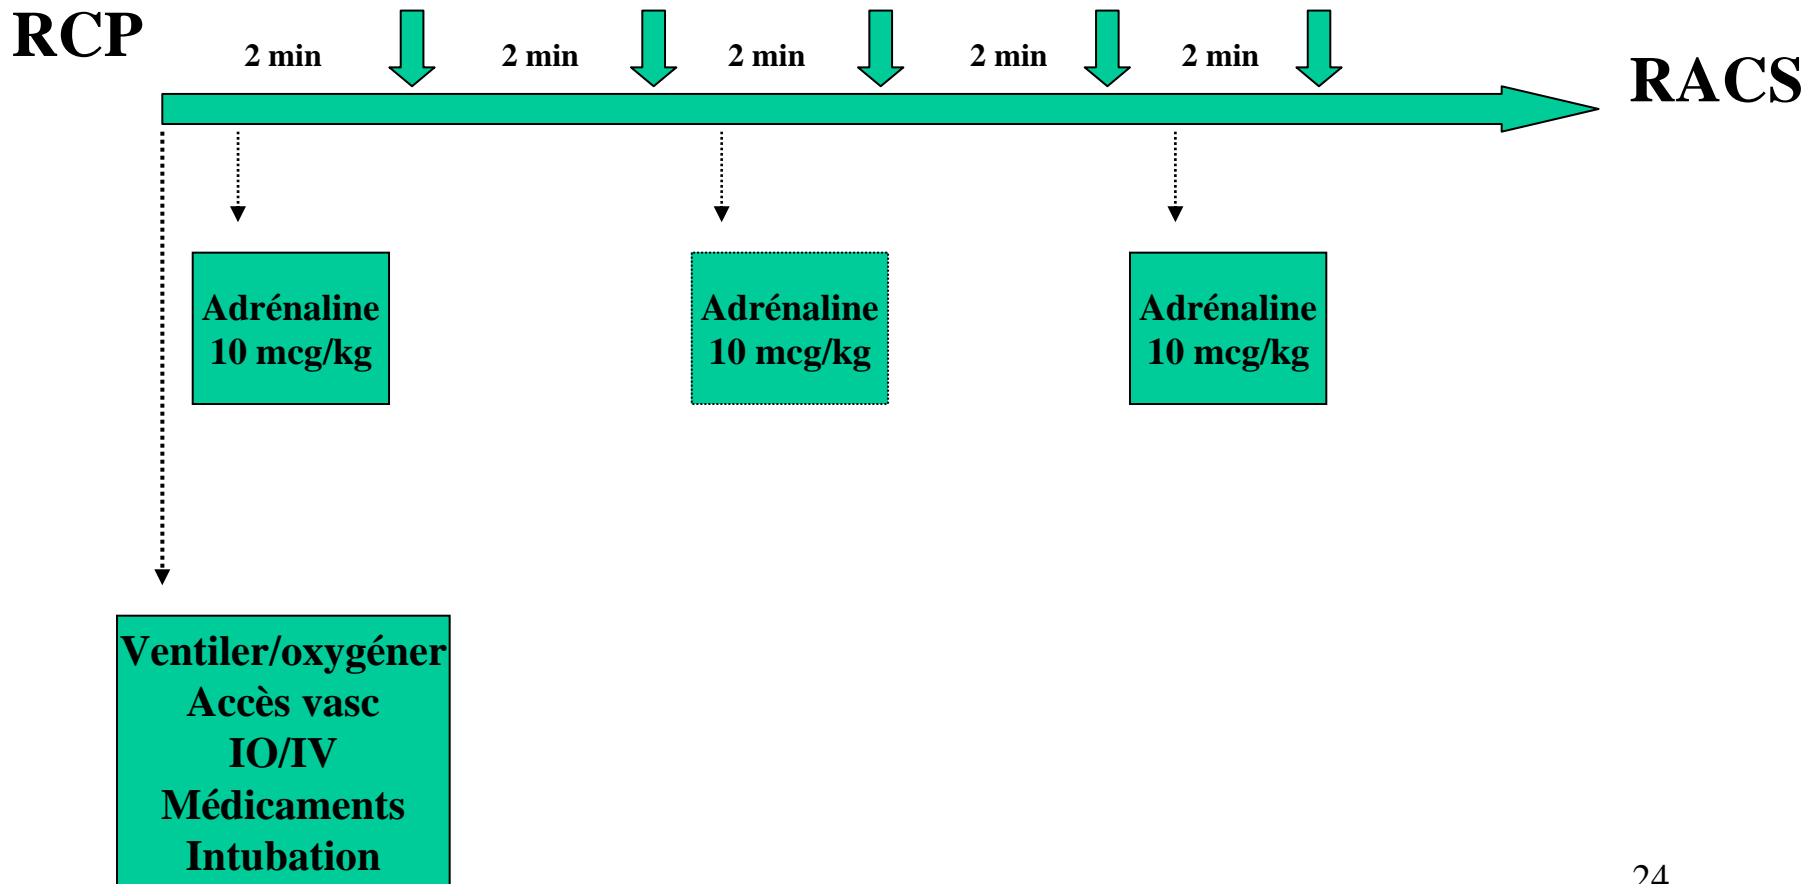 RCP
2 min
2 min
2 min
2 min
2 min
RACS
Adrénaline
10 mcg/kg
Adrénaline
10 mcg/kg
Adrénaline
10 mcg/kg
Ventiler/oxygéner
Accès vasc
IO/IV
Médicaments
Intubation
24